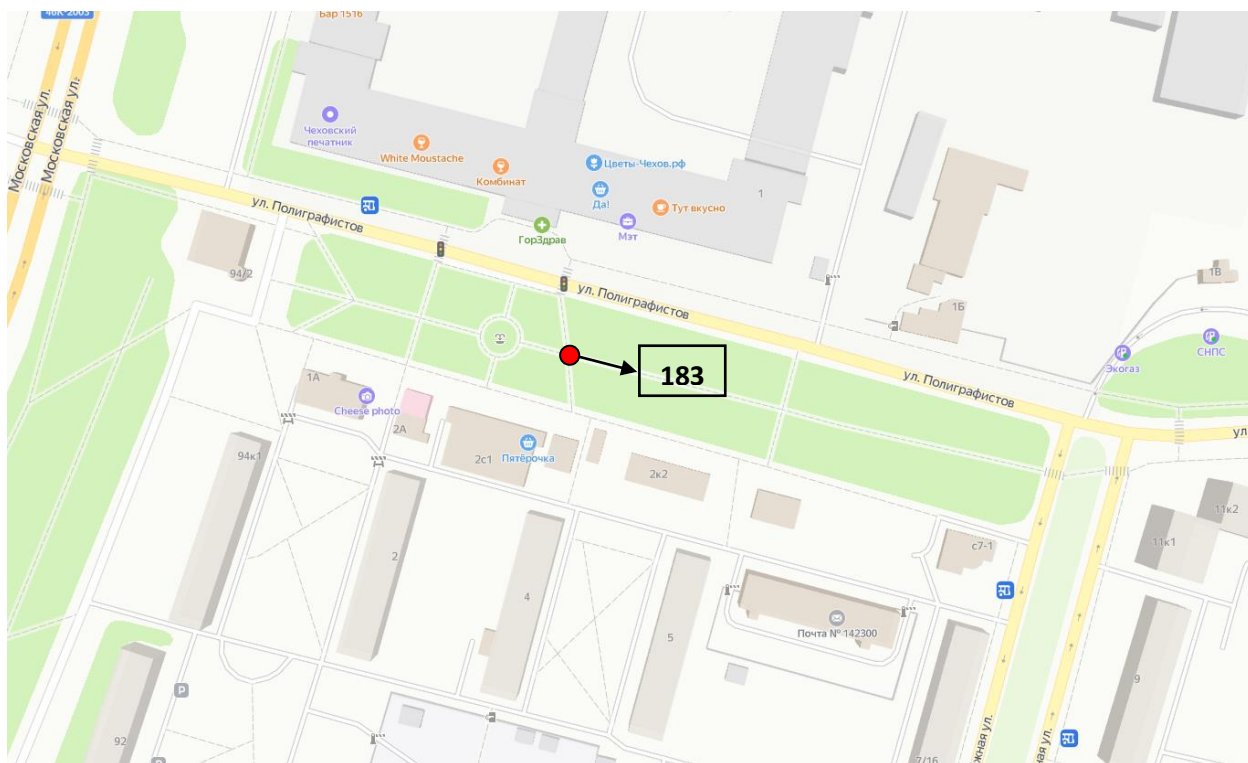 46К-2003
Бар 1516
Московская ул.
Московская ул.
Чеховский
печатник
White Moustache
Комбинат
Цветы-Чехов.рф
Да!
Тут вкусно
1
ГорЗдрав
Мэт
ул. Полиграфистов
94/2
ул. Полиграфистов
1Б
1В
СНПС
Экогаз
183
ул. Полиграфистов
1А
Cheese photo
2А
94к1
2с1
Пятёрочка
2к2
ул
11к2
11к1
с7-1
2
4
5
Почта № 142300
9
P
92
P
жная ул.
жная ул.
7/16